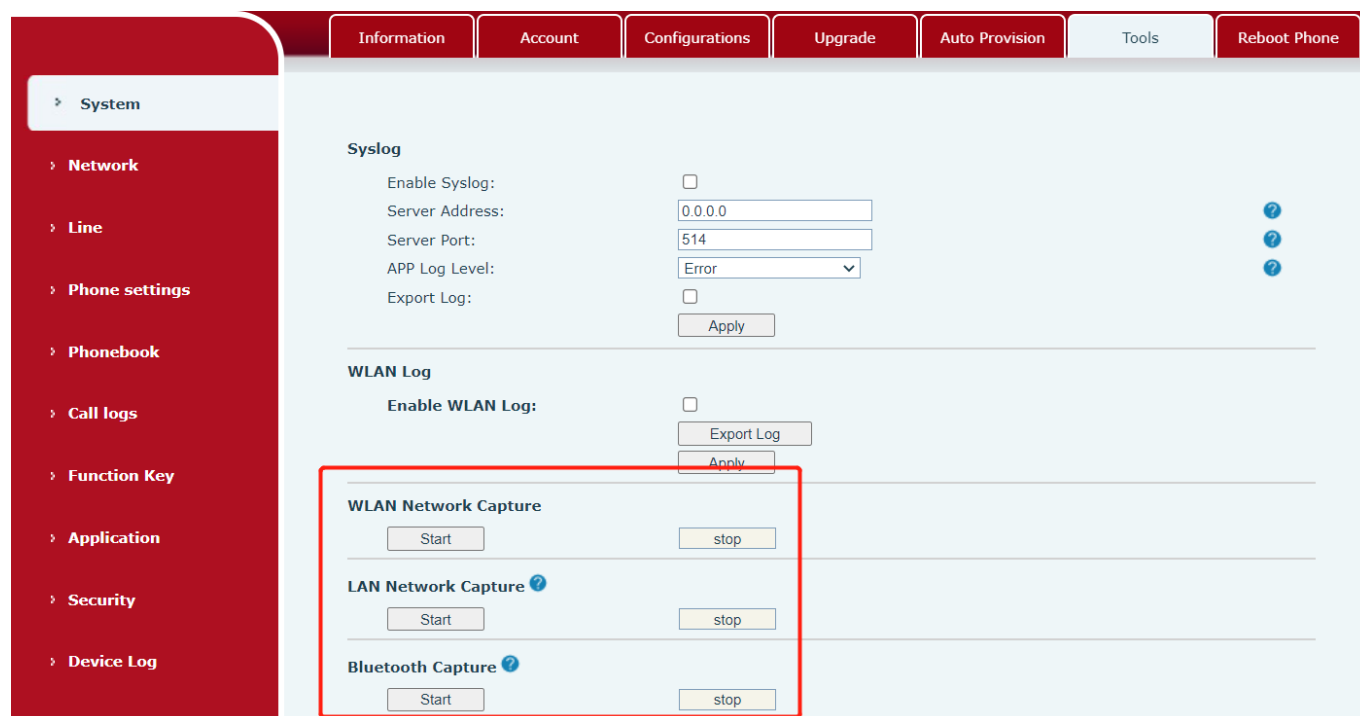 Information Account Configurations Upgrade Auto Provision Tools Reboot Phone
System
Network
Line
Phone settings
Phonebook
Call logs
Function Key
Application
Security
Device Log
Syslog
Enable Syslog:
Server Address: 0.0.0.0
Server Port: 514
APP Log Level: Error
Export Log:
Apply
WLAN Log
Enable WLAN Log:
Export Log
Apply
WLAN Network Capture
Start stop
LAN Network Capture ?
Start stop
Bluetooth Capture ?
Start stop